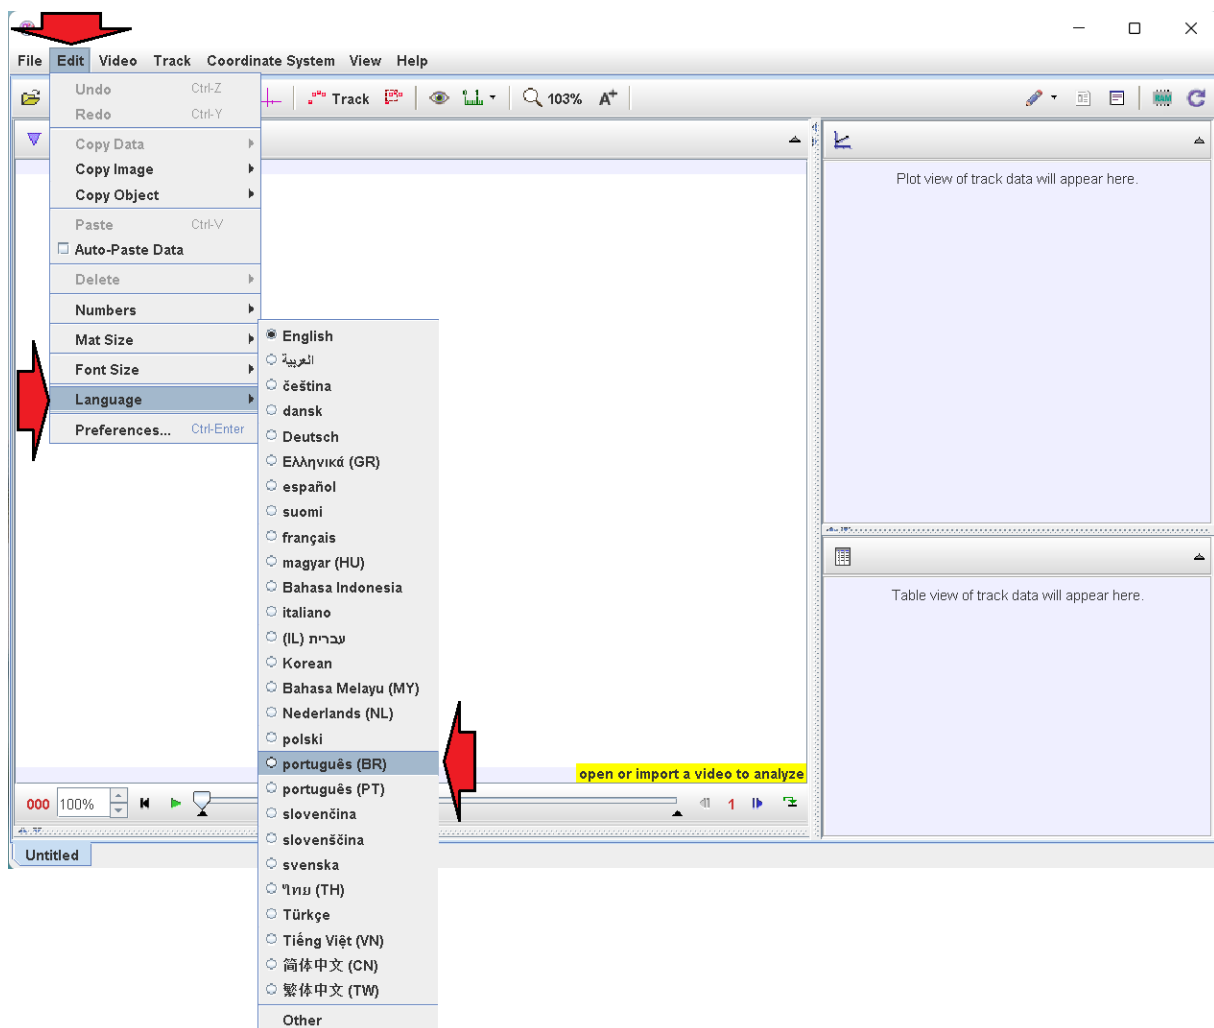 File Edit Video Track Coordinate System View Help
Track 103% A+
Undo Ctrl-Z
Redo Ctrl-Y
Copy Data
Copy Image
Copy Object
Paste Ctrl-V
Auto-Paste Data
Delete
Numbers
Mat Size
Font Size
Language
Preferences... Ctrl-Enter
English
العربية
čeština
dansk
Deutsch
Ελληνικά (GR)
español
suomi
français
magyar (HU)
Bahasa Indonesia
italiano
עברית (IL)
Korean
Bahasa Melayu (MY)
Nederlands (NL)
polski
português (BR)
português (PT)
slovenčina
slovenščina
svenska
ไทย (TH)
Türkçe
Tiếng Việt (VN)
简体中文 (CN)
繁体中文 (TW)
Other
Plot view of track data will appear here.
Table view of track data will appear here.
open or import a video to analyze
000 100% 1
Untitled